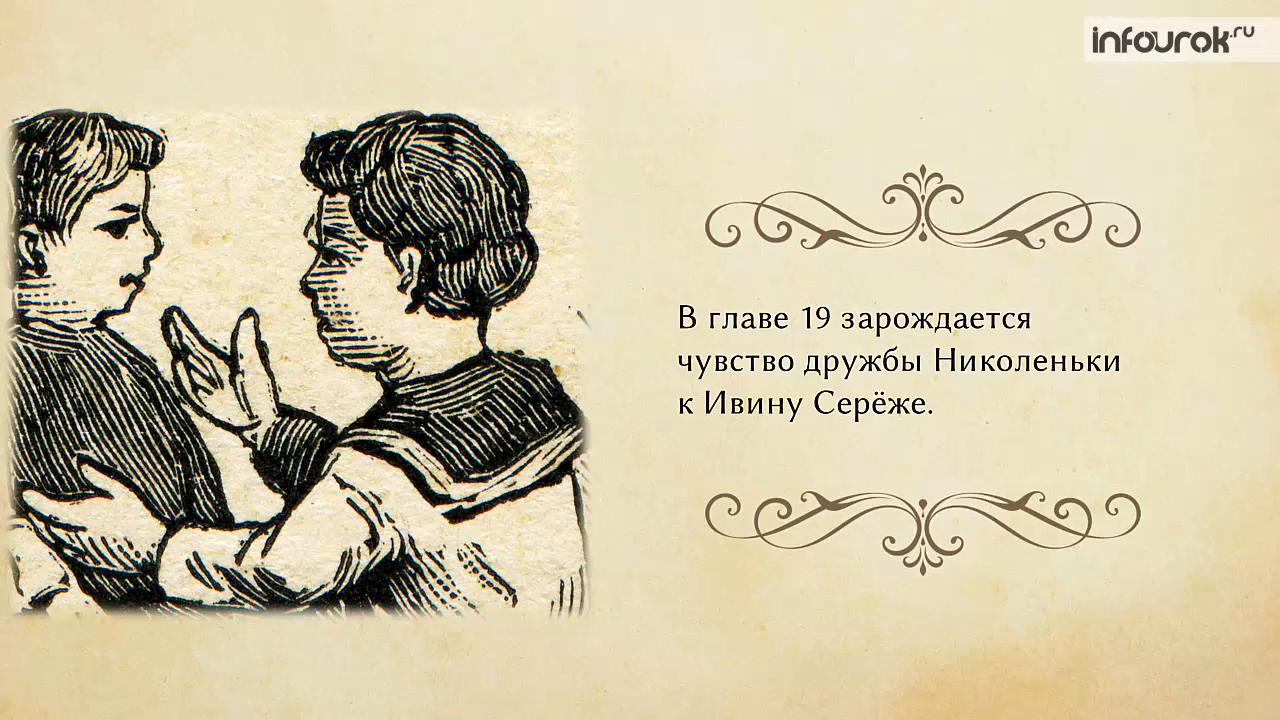 infourok.ru
В главе 19 зарождается
чувство дружбы Николеньки
к Ивину Серёже.